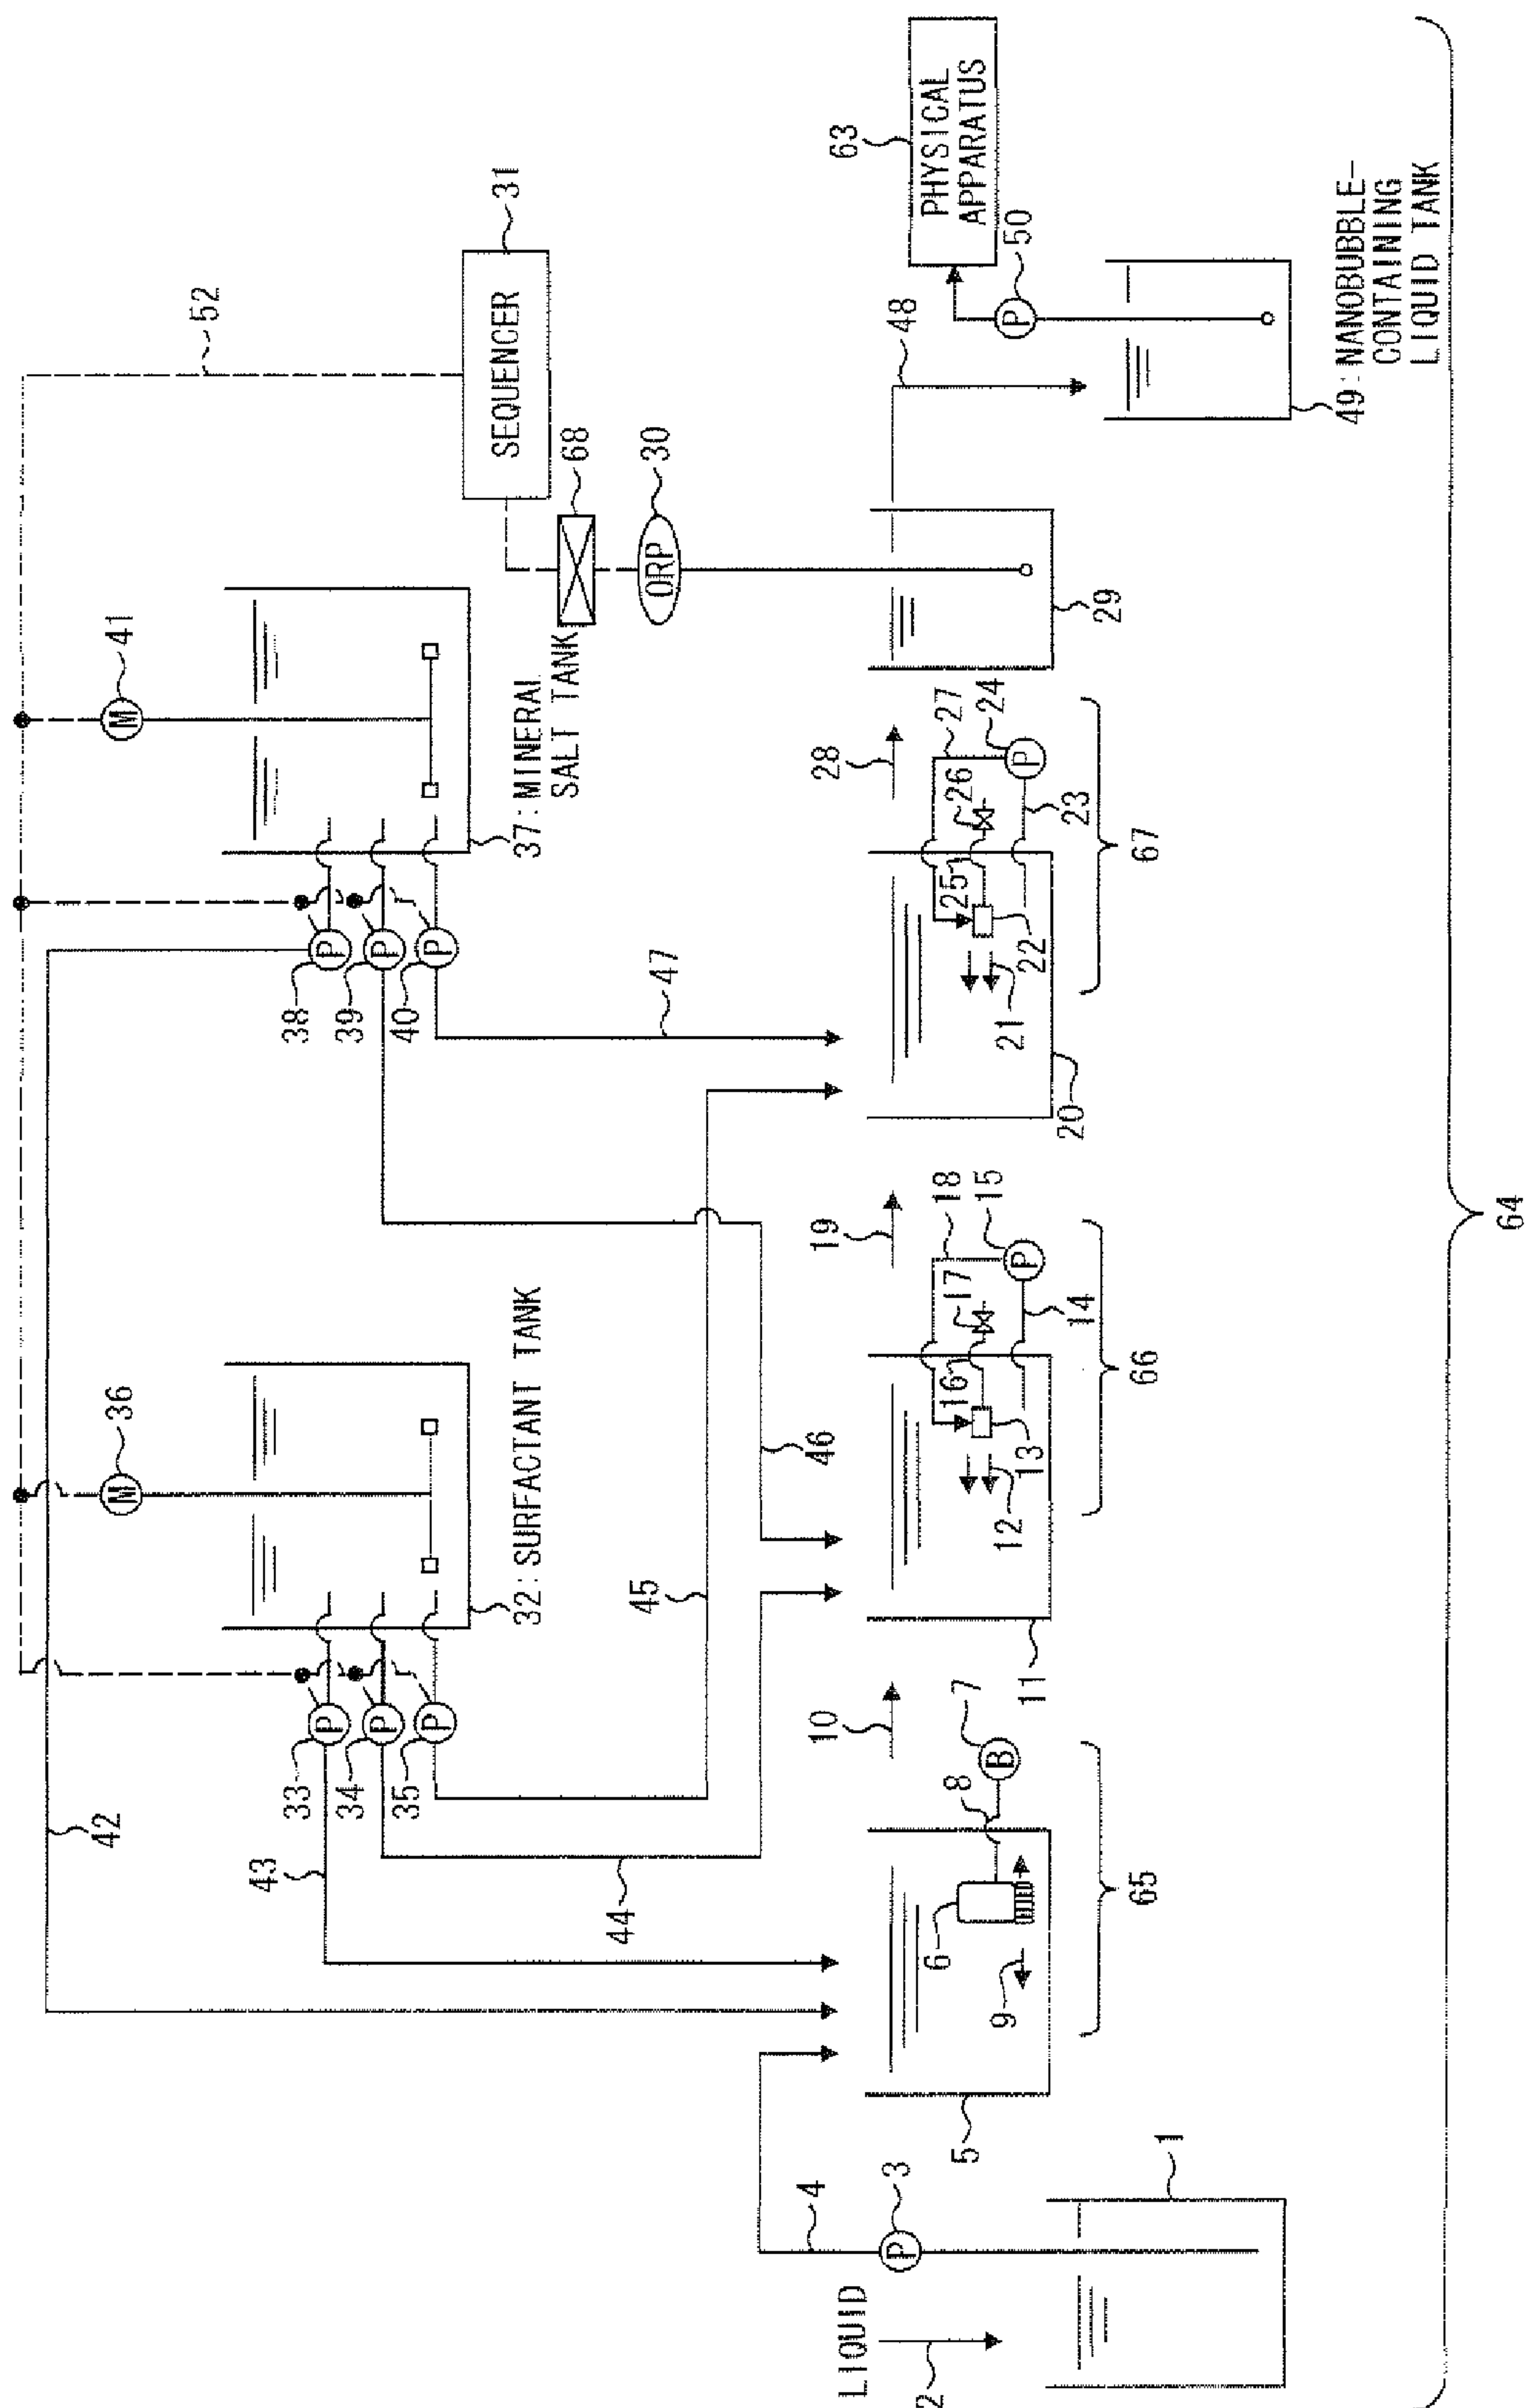 52
31
SEQUENCER
68
30
ORP
41
M
37:MINERAL
SALT TANK
38
39
40
P
P
P
36
M
32:SURFACTANT TANK
33
34
35
P
P
P
42
43
44
45
46
47
63
PHYSICAL
APPARATUS
50
P
48
49:NANOBUBBLE-
CONTAINING
LIQUID TANK
29
28
27
24
P
26
25
23
22
21
20
67
19
18
15
P
17
16
14
13
12
11
66
10
7
B
8
6
9
5
65
4
3
P
LIQUID
2
1
64